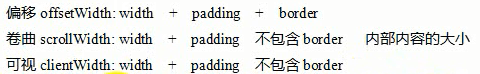 偏移 offsetWidth: width + padding + border
卷曲 scrollWidth: width + padding 不包含 border 内部内容的大小
可视 clientWidth: width + padding 不包含 border